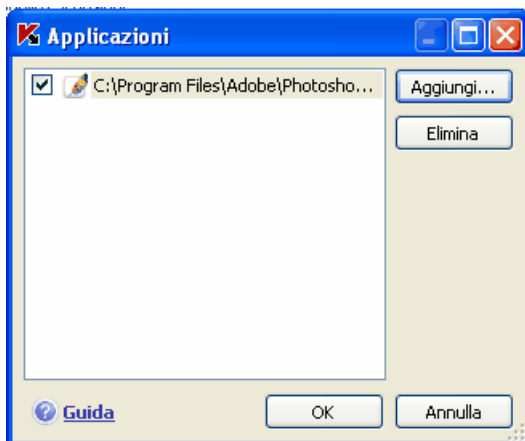 Applicazioni
C:\Program Files\Adobe\Photosho...
Aggiungi...
Elimina
Guida
OK
Annulla